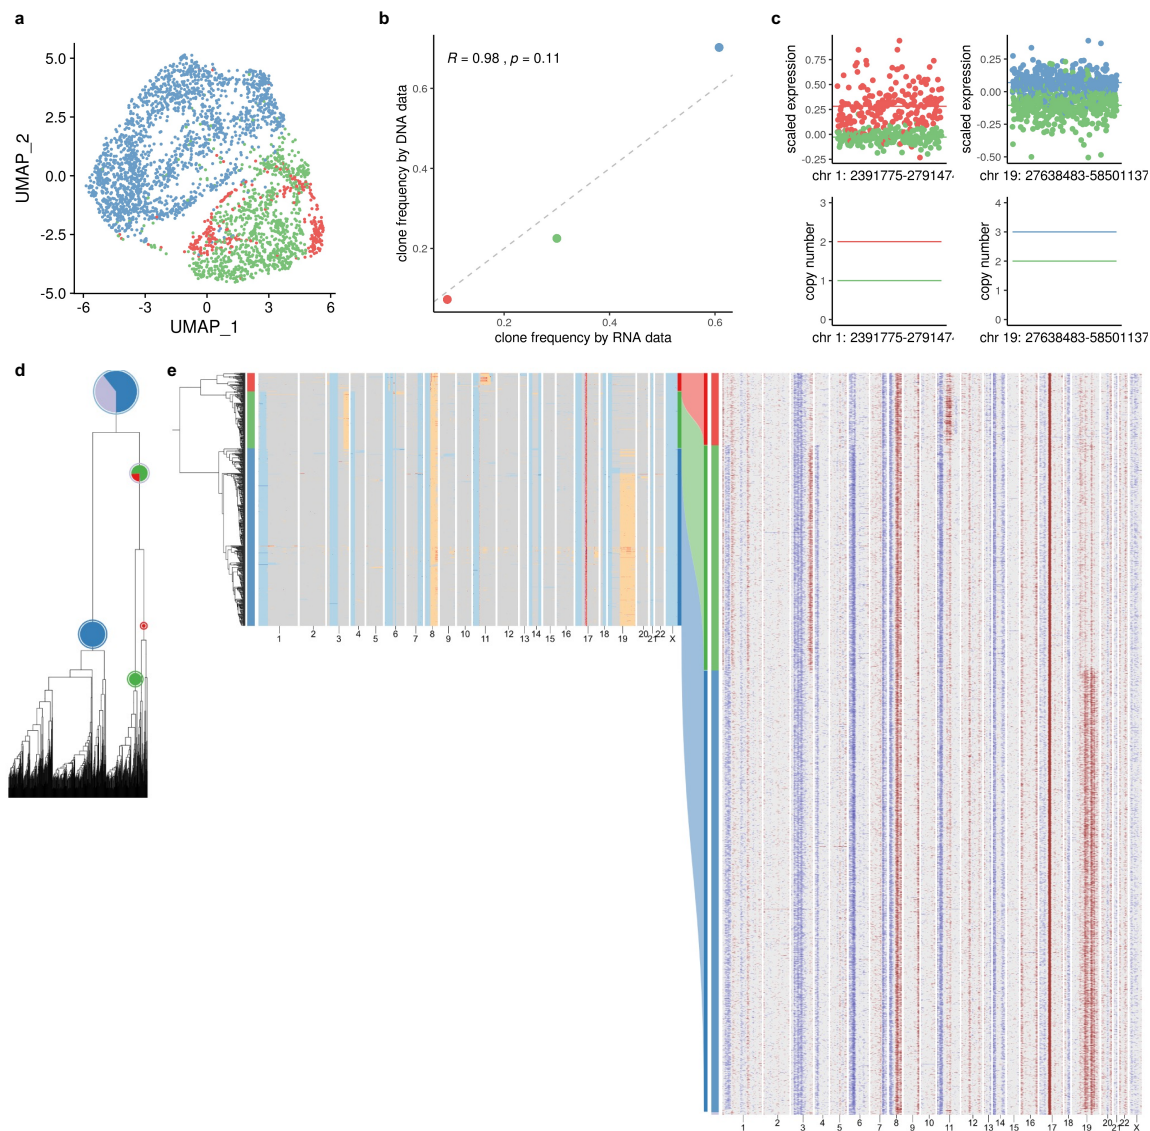 a
5.0
2.5
0.0
-2.5
-5.0
UMAP_2
-6 -3 0 3 6
UMAP_1
b
R = 0.98 , p = 0.11
0.6
0.4
0.2
clone frequency by DNA data
0.2 0.4 0.6
clone frequency by RNA data
c
0.75
0.50
0.25
0.00
-0.25
scaled expression
chr 1: 2391775-2791474
0.25
0.00
-0.25
-0.50
scaled expression
chr 19: 27638483-58501137
3
2
1
0
copy number
chr 1: 2391775-2791474
4
3
2
1
0
copy number
chr 19: 27638483-58501137
d
e
1 2 3 4 5 6 7 8 9 10 11 12 13 14 15 16 17 18 19 20 21 22 X
1 2 3 4 5 6 7 8 9 10 11 12 13 14 15 16 17 18 19 20 21 22 X